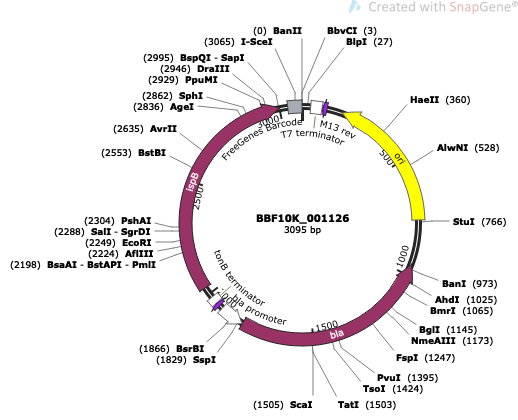 Created with SnapGene®
(0) BanII
BbvCI (3)
(3065) I-SceI
BlpI (27)
(2995) BspQI - SapI
(2946) DraIII
(2929) PpuMI
(2862) SphI
(2836) AgeI
HaeII (360)
(2635) AvrII
AlwNI (528)
(2553) BstBI
(2304) PshAI
(2288) SalI - SgrDI
(2249) EcoRI
(2224) AflIII
(2198) BsaAI - BstAPI - PmlI
StuI (766)
BanI (973)
AhdI (1025)
BmrI (1065)
BglI (1145)
NmeAIII (1173)
FspI (1247)
(1866) BsrBI
(1829) SspI
PvuI (1395)
TsoI (1424)
(1505) ScaI
TatI (1503)
FreeGenes Barcode
3000
M13 rev
T7 terminator
ori
500
ispB
2500
BBF10K_001126
3095 bp
1000
tonB terminator
bla promoter
1500
bla